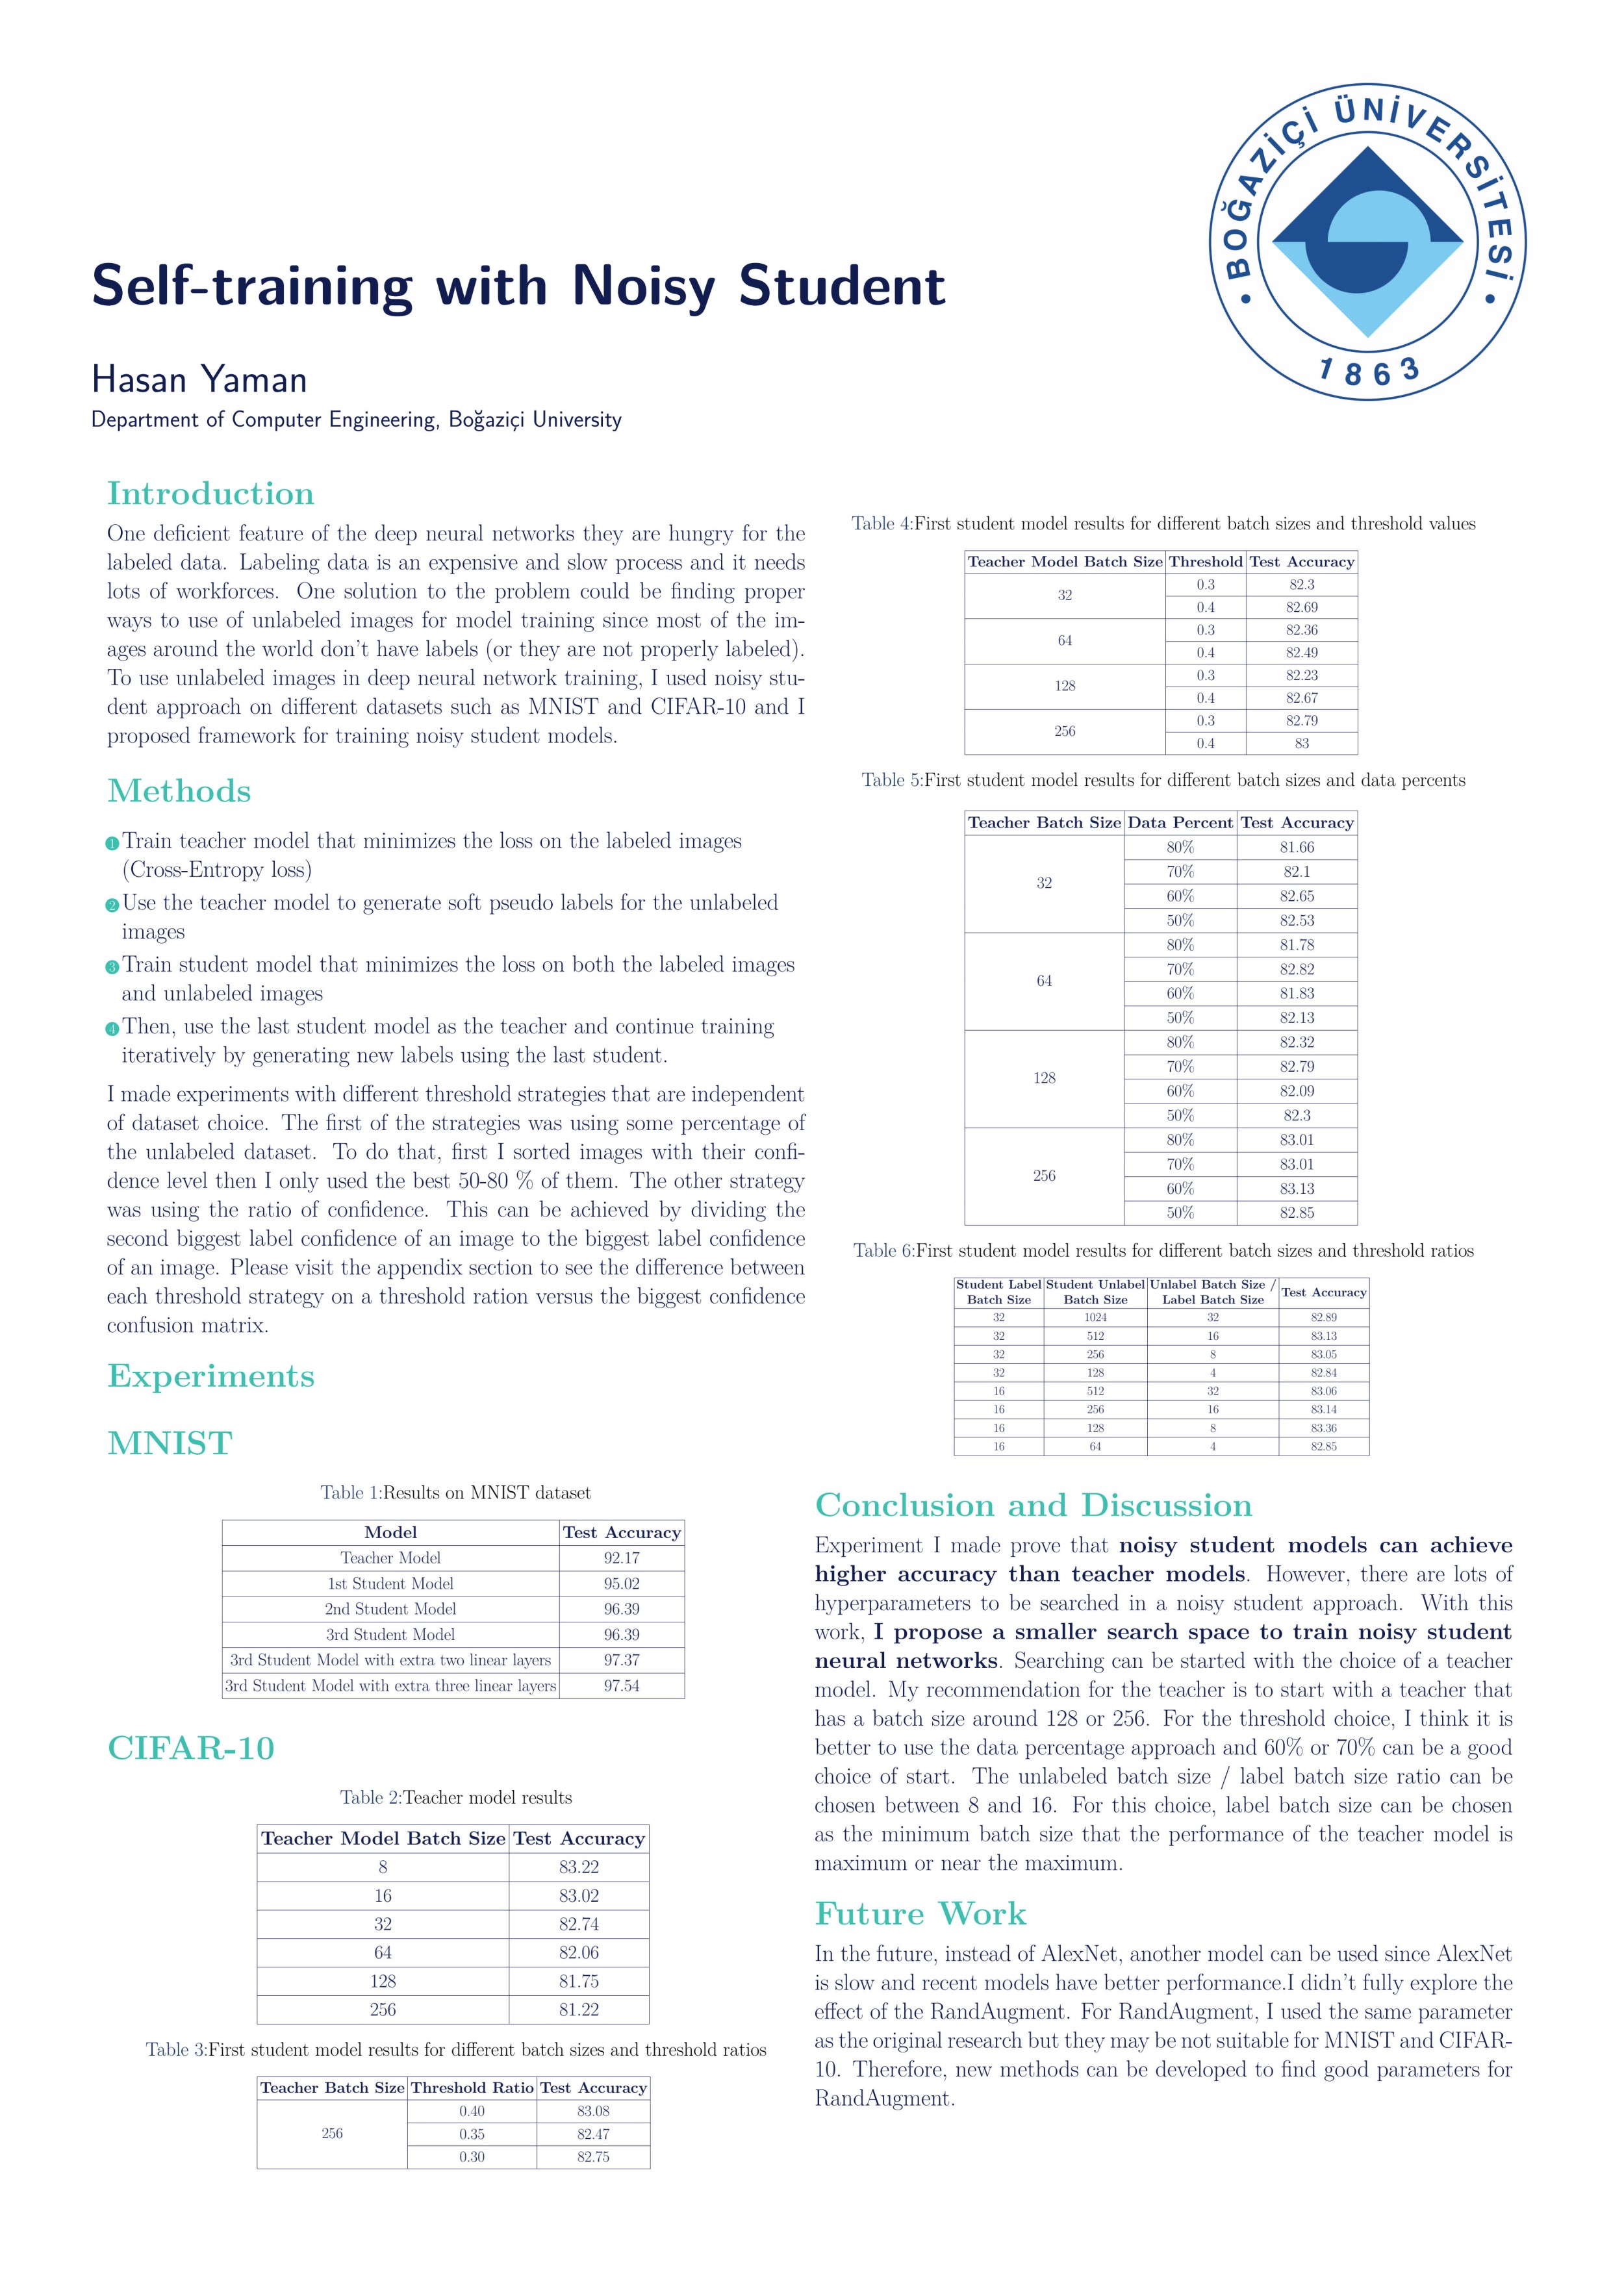 BOĞAZİÇİ ÜNİVERSİTESİ
1863
Self-training with Noisy Student
Hasan Yaman
Department of Computer Engineering, Boğaziçi University
Introduction
One deficient feature of the deep neural networks they are hungry for the
labeled data. Labeling data is an expensive and slow process and it needs
lots of workforces. One solution to the problem could be finding proper
ways to use of unlabeled images for model training since most of the im-
ages around the world don't have labels (or they are not properly labeled).
To use unlabeled images in deep neural network training, I used noisy stu-
dent approach on different datasets such as MNIST and CIFAR-10 and I
proposed framework for training noisy student models.
Methods
1 Train teacher model that minimizes the loss on the labeled images
(Cross-Entropy loss)
2 Use the teacher model to generate soft pseudo labels for the unlabeled
images
3 Train student model that minimizes the loss on both the labeled images
and unlabeled images
4 Then, use the last student model as the teacher and continue training
iteratively by generating new labels using the last student.
I made experiments with different threshold strategies that are independent
of dataset choice. The first of the strategies was using some percentage of
the unlabeled dataset. To do that, first I sorted images with their confi-
dence level then I only used the best 50-80 % of them. The other strategy
was using the ratio of confidence. This can be achieved by dividing the
second biggest label confidence of an image to the biggest label confidence
of an image. Please visit the appendix section to see the difference between
each threshold strategy on a threshold ration versus the biggest confidence
confusion matrix.
Experiments
MNIST
Table 1:Results on MNIST dataset
Model Test Accuracy
Teacher Model 92.17
1st Student Model 95.02
2nd Student Model 96.39
3rd Student Model 96.39
3rd Student Model with extra two linear layers 97.37
3rd Student Model with extra three linear layers 97.54
CIFAR-10
Table 2:Teacher model results
Teacher Model Batch Size Test Accuracy
8 83.22
16 83.02
32 82.74
64 82.06
128 81.75
256 81.22
Table 3:First student model results for different batch sizes and threshold ratios
Teacher Batch Size Threshold Ratio Test Accuracy
256 0.40 83.08
0.35 82.47
0.30 82.75
Table 4:First student model results for different batch sizes and threshold values
Teacher Model Batch Size Threshold Test Accuracy
32 0.3 82.3
0.4 82.69
64 0.3 82.36
0.4 82.49
128 0.3 82.23
0.4 82.67
256 0.3 82.79
0.4 83
Table 5:First student model results for different batch sizes and data percents
Teacher Batch Size Data Percent Test Accuracy
32 80% 81.66
70% 82.1
60% 82.65
50% 82.53
64 80% 81.78
70% 82.82
60% 81.83
50% 82.13
128 80% 82.32
70% 82.79
60% 82.09
50% 82.3
256 80% 83.01
70% 83.01
60% 83.13
50% 82.85
Table 6:First student model results for different batch sizes and threshold ratios
Student Label Student Unlabel Unlabel Batch Size / Test Accuracy
Batch Size Batch Size Label Batch Size
32 1024 32 82.89
32 512 16 83.13
32 256 8 83.05
32 128 4 82.84
16 512 32 83.06
16 256 16 83.14
16 128 8 83.36
16 64 4 82.85
Conclusion and Discussion
Experiment I made prove that noisy student models can achieve
higher accuracy than teacher models. However, there are lots of
hyperparameters to be searched in a noisy student approach. With this
work, I propose a smaller search space to train noisy student
neural networks. Searching can be started with the choice of a teacher
model. My recommendation for the teacher is to start with a teacher that
has a batch size around 128 or 256. For the threshold choice, I think it is
better to use the data percentage approach and 60% or 70% can be a good
choice of start. The unlabeled batch size / label batch size ratio can be
chosen between 8 and 16. For this choice, label batch size can be chosen
as the minimum batch size that the performance of the teacher model is
maximum or near the maximum.
Future Work
In the future, instead of AlexNet, another model can be used since AlexNet
is slow and recent models have better performance.I didn't fully explore the
effect of the RandAugment. For RandAugment, I used the same parameter
as the original research but they may be not suitable for MNIST and CIFAR-
10. Therefore, new methods can be developed to find good parameters for
RandAugment.